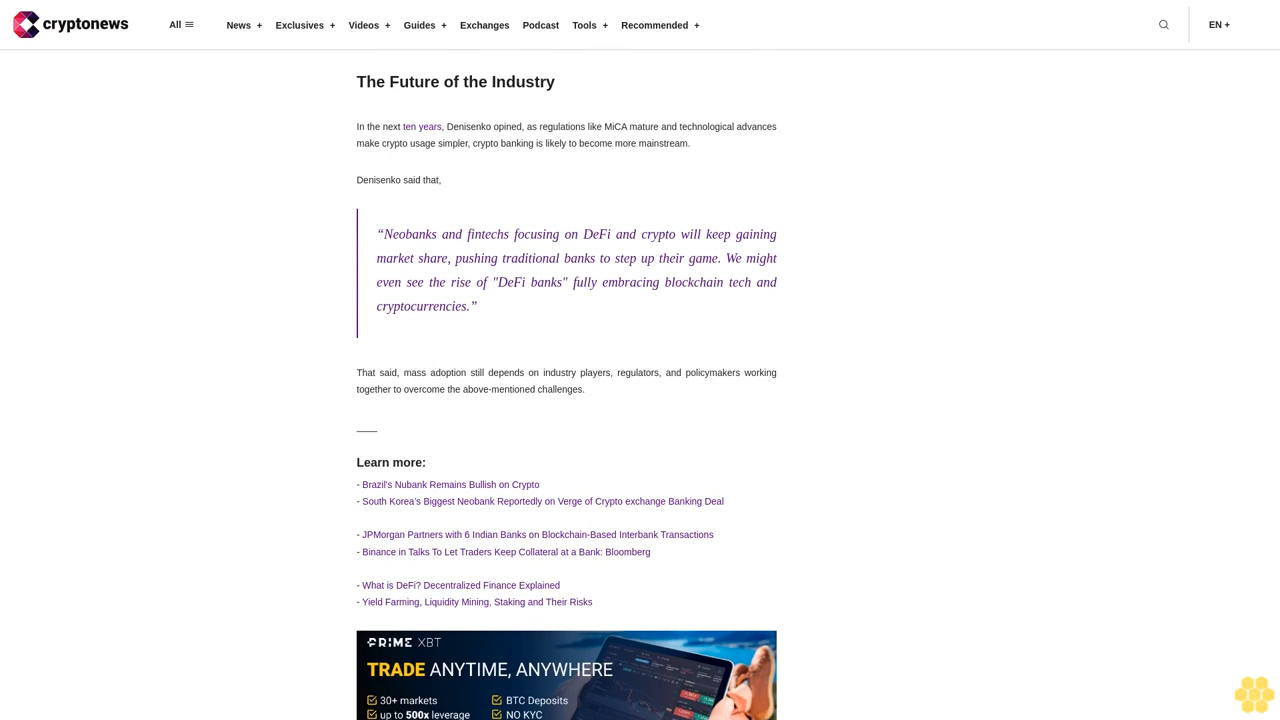 cryptonews
All
News +
Exclusives +
Videos +
Guides +
Exchanges
Podcast
Tools +
Recommended +
EN +
The Future of the Industry
In the next ten years, Denisenko opined, as regulations like MiCA mature and technological advances
make crypto usage simpler, crypto banking is likely to become more mainstream.
Denisenko said that,
“Neobanks and fintechs focusing on DeFi and crypto will keep gaining
market share, pushing traditional banks to step up their game. We might
even see the rise of "DeFi banks" fully embracing blockchain tech and
cryptocurrencies.”
That said, mass adoption still depends on industry players, regulators, and policymakers working
together to overcome the above-mentioned challenges.
____
Learn more:
- Brazil's Nubank Remains Bullish on Crypto
- South Korea’s Biggest Neobank Reportedly on Verge of Crypto exchange Banking Deal
- JPMorgan Partners with 6 Indian Banks on Blockchain-Based Interbank Transactions
- Binance in Talks To Let Traders Keep Collateral at a Bank: Bloomberg
- What is DeFi? Decentralized Finance Explained
- Yield Farming, Liquidity Mining, Staking and Their Risks
PRIME XBT
TRADE ANYTIME, ANYWHERE
30+ markets
BTC Deposits
up to 500x leverage
NO KYC